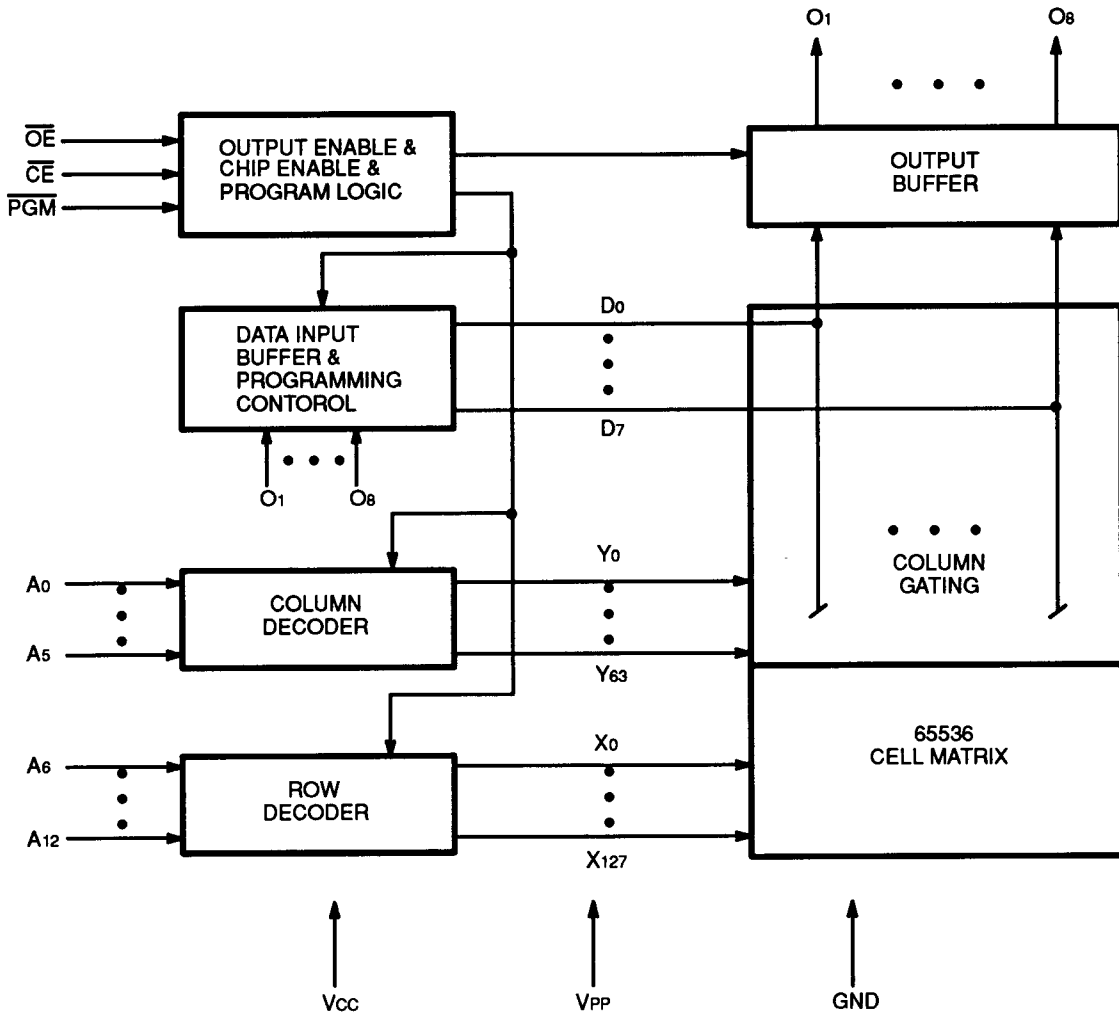 O1
O8
OE
CE
PGM
OUTPUT ENABLE &
CHIP ENABLE &
PROGRAM LOGIC
OUTPUT
BUFFER
DATA INPUT
BUFFER &
PROGRAMMING
CONTOROL
D0
D7
O1
O8
A0
A5
COLUMN
DECODER
Y0
Y63
COLUMN
GATING
A6
A12
ROW
DECODER
X0
X127
65536
CELL MATRIX
VCC
VPP
GND